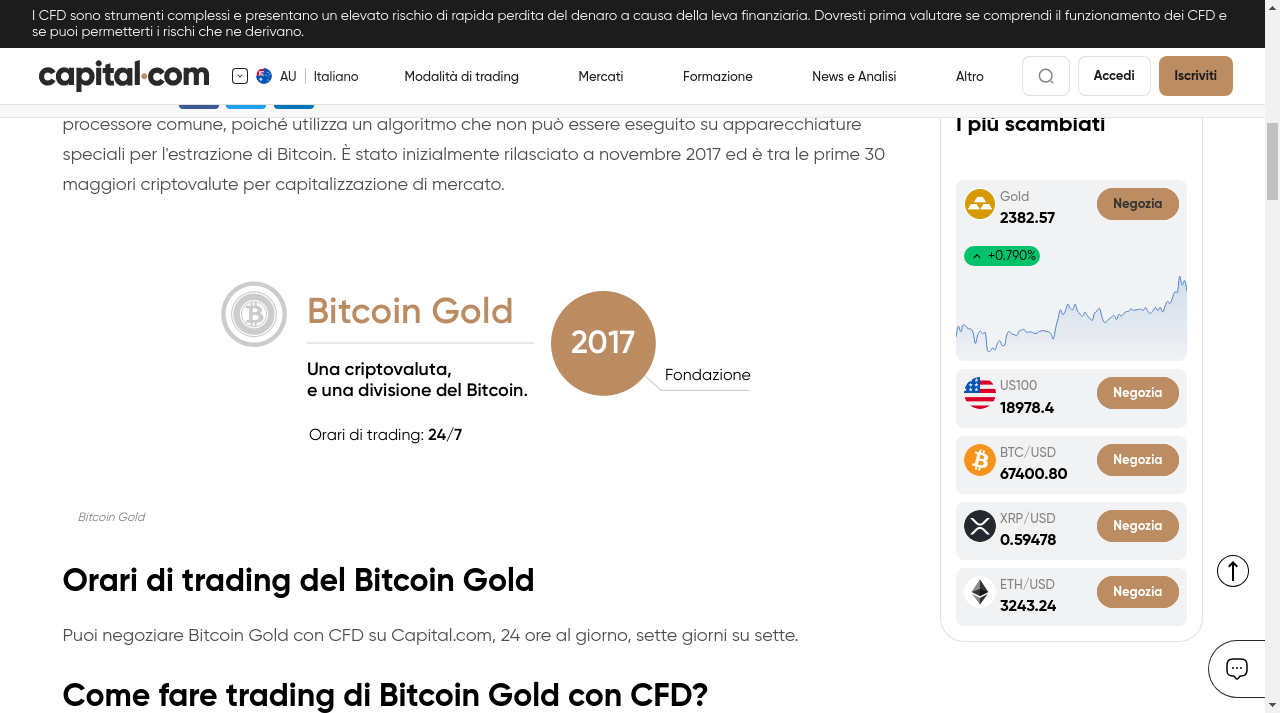 I CFD sono strumenti complessi e presentano un elevato rischio di rapida perdita del denaro a causa della leva finanziaria. Dovresti prima valutare se comprendi il funzionamento dei CFD e
se puoi permetterti i rischi che ne derivano.
capital.com
AU
Italiano
Modalità di trading
Mercati
Formazione
News e Analisi
Altro
Accedi
Iscriviti
processore comune, poiché utilizza un algoritmo che non può essere eseguito su apparecchiature
speciali per l'estrazione di Bitcoin. È stato inizialmente rilasciato a novembre 2017 ed è tra le prime 30
maggiori criptovalute per capitalizzazione di mercato.
Bitcoin Gold
Una criptovaluta,
e una divisione del Bitcoin.
Orari di trading: 24/7
2017
Fondazione
Bitcoin Gold
Orari di trading del Bitcoin Gold
Puoi negoziare Bitcoin Gold con CFD su Capital.com, 24 ore al giorno, sette giorni su sette.
Come fare trading di Bitcoin Gold con CFD?
I più scambiati
Gold
2382.57
Negozia
+0.790%
US100
18978.4
Negozia
BTC/USD
67400.80
Negozia
XRP/USD
0.59478
Negozia
ETH/USD
3243.24
Negozia